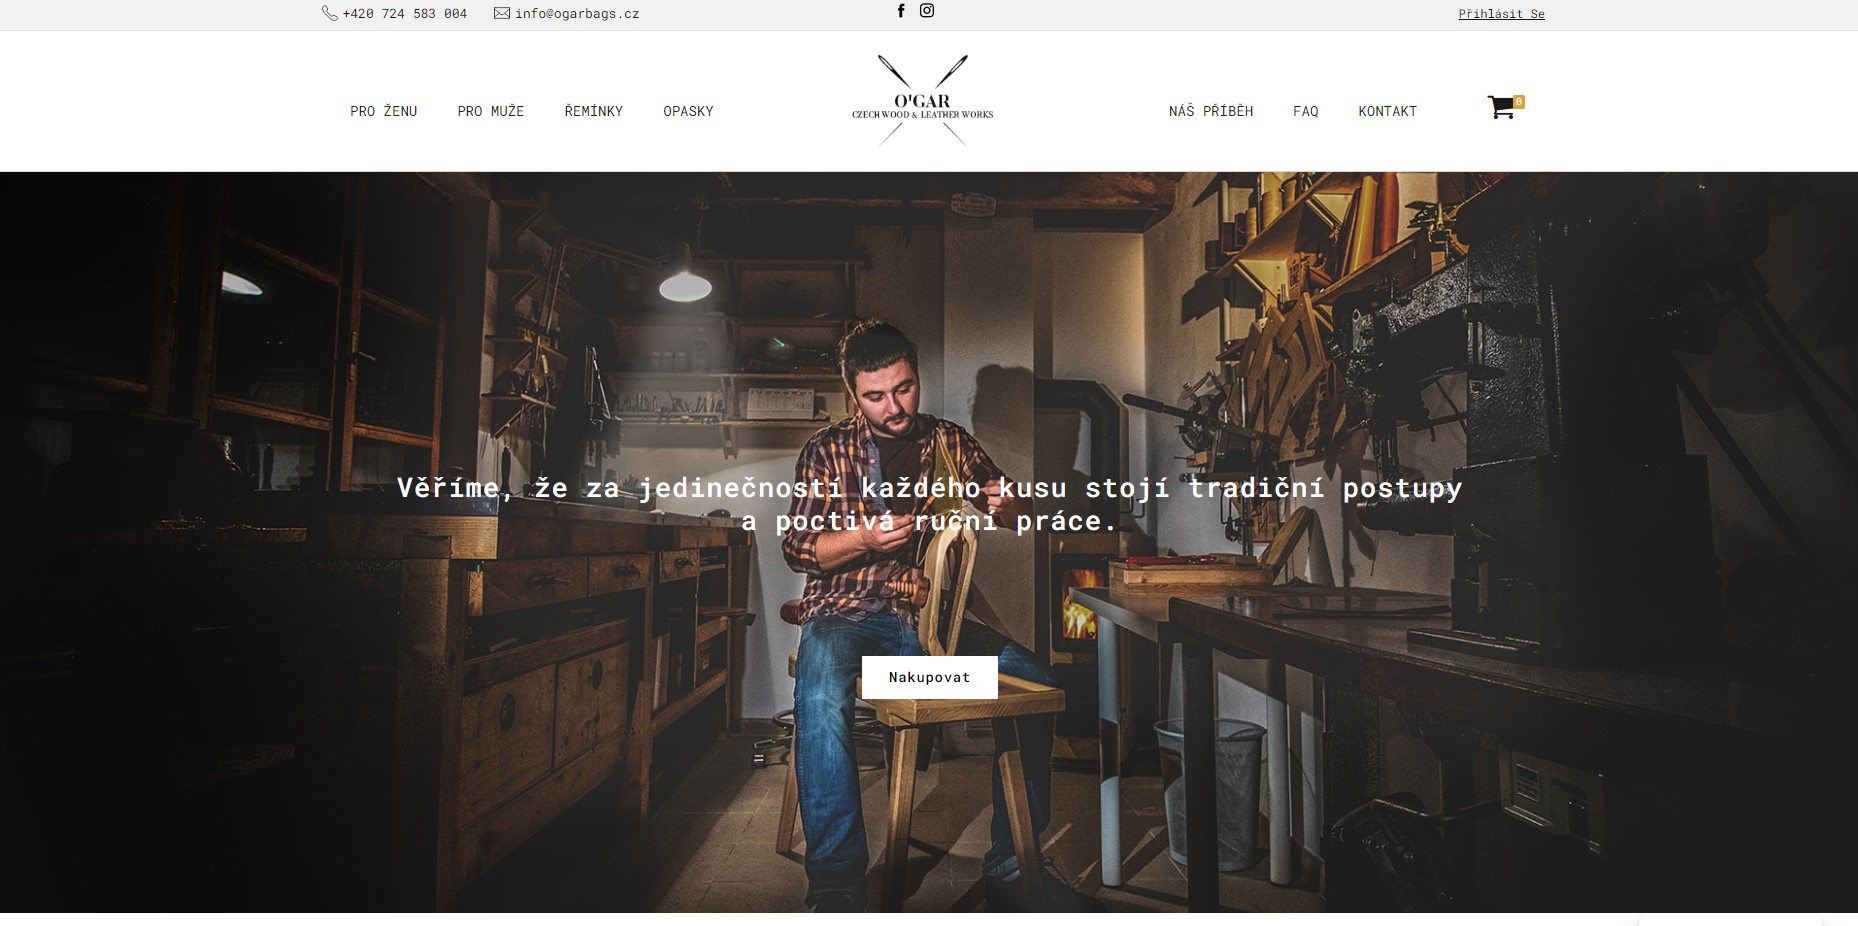 +420 724 583 004
info@ogarbags.cz
Přihlásit Se
PRO ŽENU
PRO MUŽE
ŘEMÍNKY
OPASKY
O'GAR
CZECH WOOD & LEATHER WORKS
NÁŠ PŘÍBĚH
FAQ
KONTAKT
0
Věříme, že za jedinečností každého kusu stojí tradiční postupy
a poctivá ruční práce.
Nakupovat